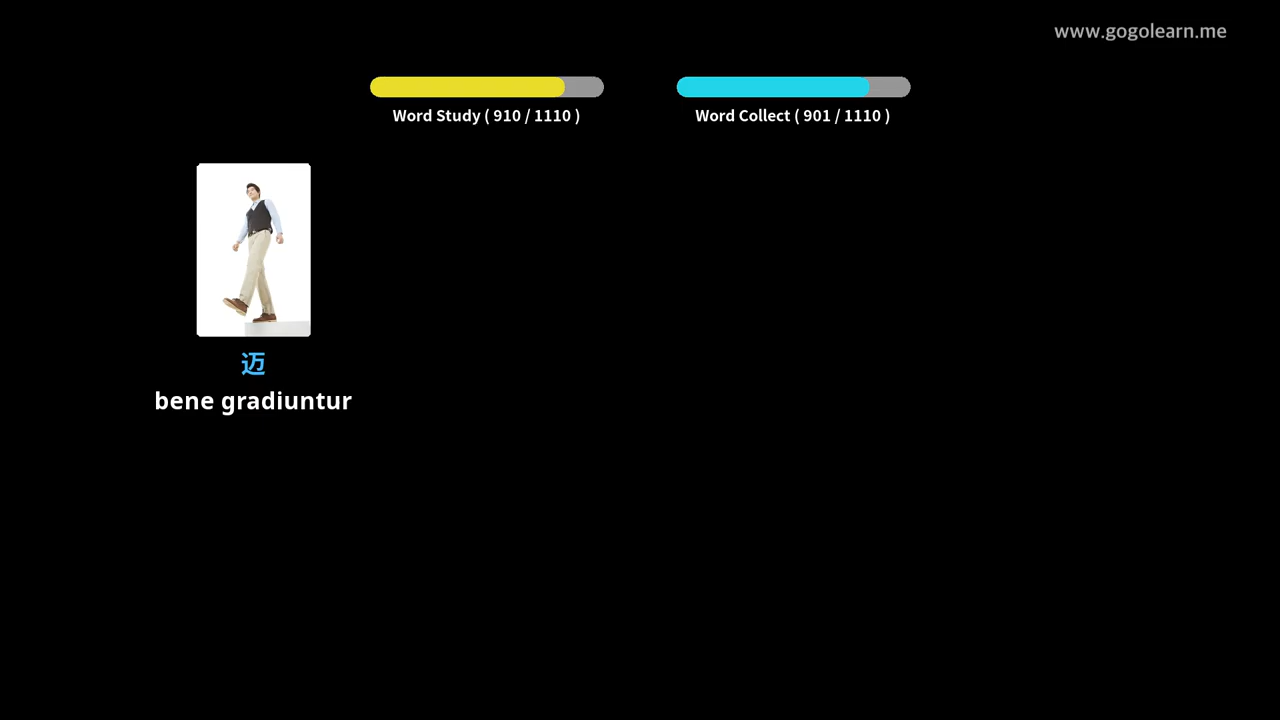 www.gogolearn.me
Word Study ( 910 / 1110 )
Word Collect ( 901 / 1110 )
迈
bene gradiuntur